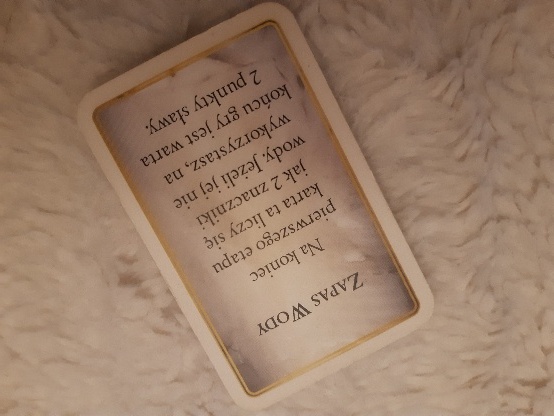 Zapas Wody
Na koniec
pierwszego etapu
karta ta liczy się
jak 2 znaczniki
wody. Jeżeli jej nie
wykorzystasz, na
końcu gry jest warta
2 punkty sławy.